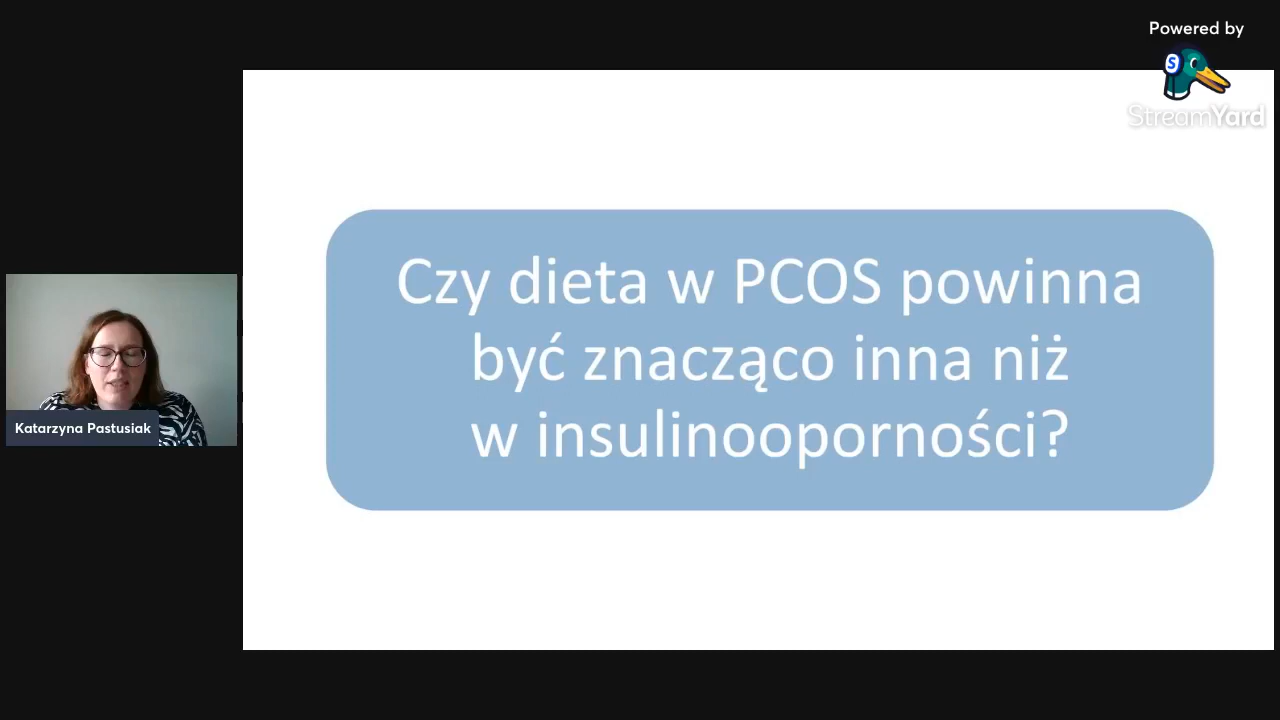 Powered by
S
StreamYard
Czy dieta w PCOS powinna
być znacząco inna niż
w insulinooporności?
Katarzyna Pastusiak